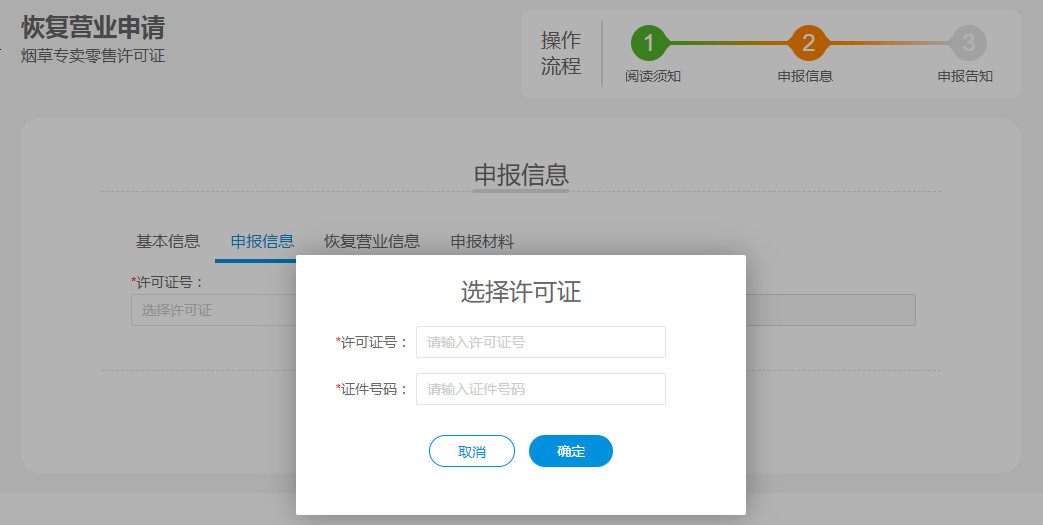 恢复营业申请
烟草专卖零售许可证
操作
流程
1
2
3
阅读须知
申报信息
申报告知
申报信息
基本信息
申报信息
恢复营业信息
申报材料
*许可证号：
选择许可证
选择许可证
*许可证号：
请输入许可证号
*证件号码：
请输入证件号码
取消
确定